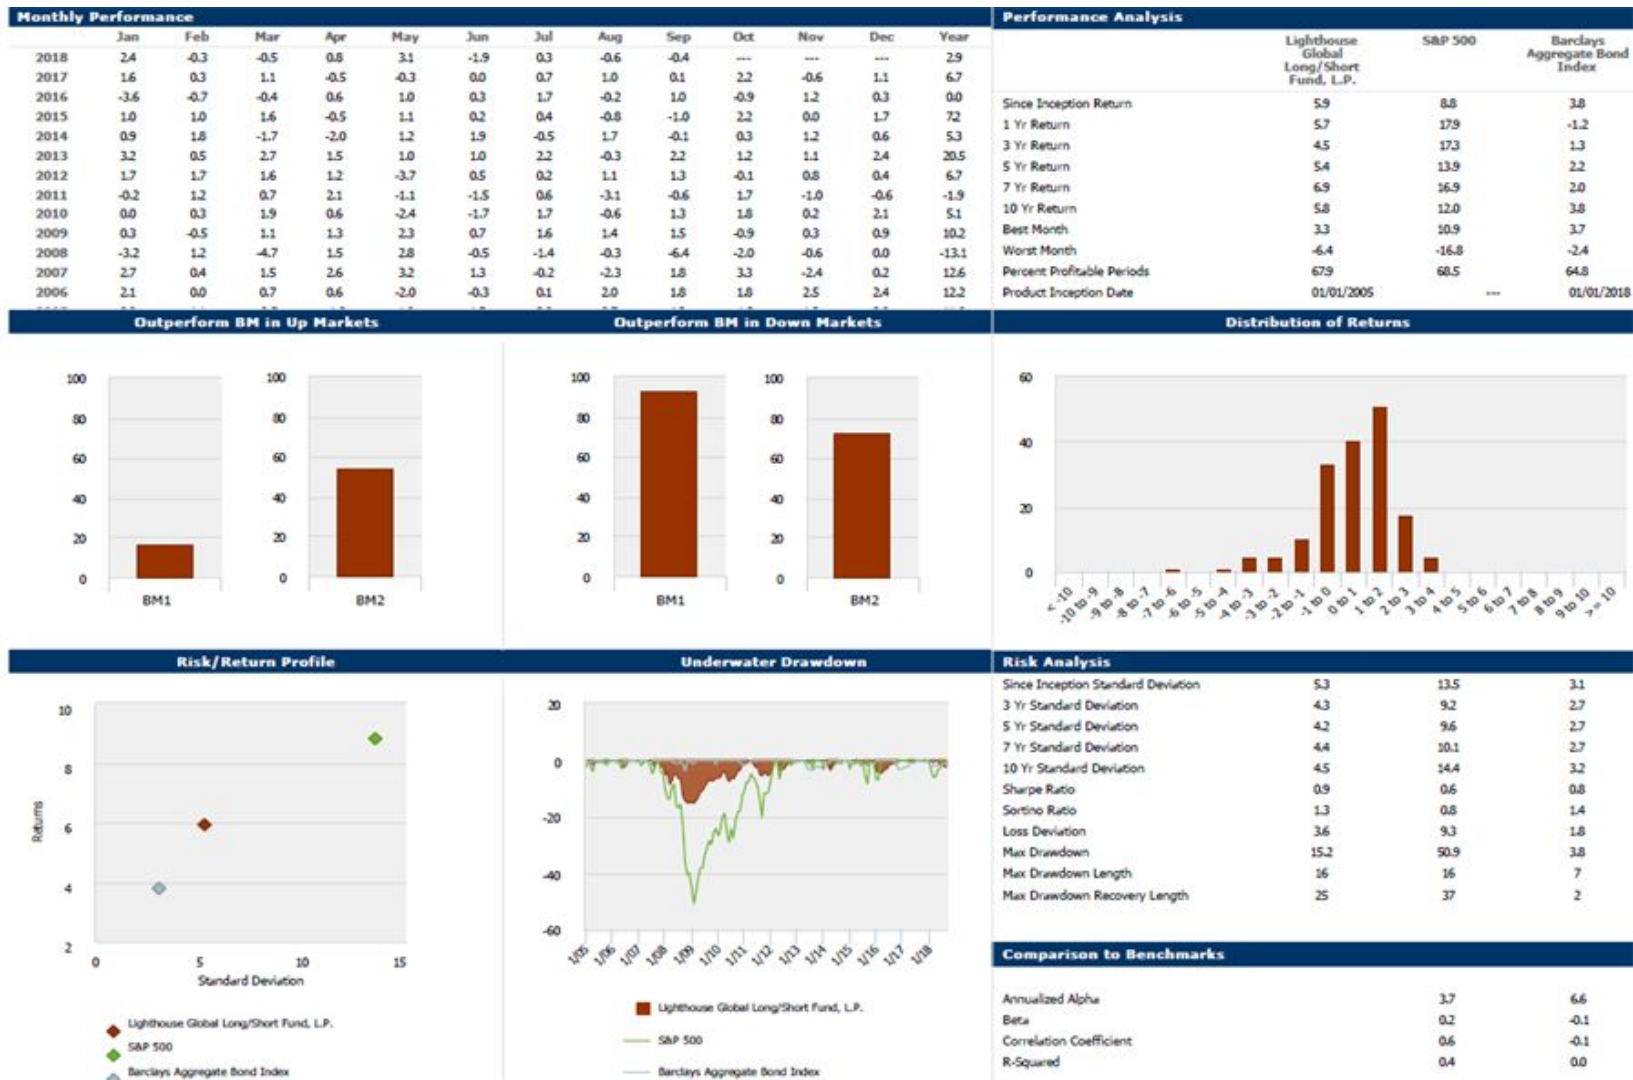 Monthly Performance
Jan Feb Mar Apr May Jun Jul Aug Sep Oct Nov Dec Year
2018 2.4 -0.3 -0.5 0.8 3.1 -1.9 0.3 -0.6 -0.4 --- --- --- 2.9
2017 1.6 0.3 1.1 -0.5 -0.3 0.0 0.7 1.0 0.1 2.2 -0.6 1.1 6.7
2016 -3.6 -0.7 -0.4 0.6 1.0 0.3 1.7 -0.2 1.0 -0.9 1.2 0.3 0.0
2015 1.0 1.0 1.6 -0.5 1.1 0.2 0.4 -0.8 -1.0 2.2 0.0 1.7 7.2
2014 0.9 1.8 -1.7 -2.0 1.2 1.9 -0.5 1.7 -0.1 0.3 1.2 0.6 5.3
2013 3.2 0.5 2.7 1.5 1.0 1.0 2.2 -0.3 2.2 1.2 1.1 2.4 20.5
2012 1.7 1.7 1.6 1.2 -3.7 0.5 0.2 1.1 1.3 -0.1 0.8 0.4 6.7
2011 -0.2 1.2 0.7 2.1 -1.1 -1.5 0.6 -3.1 -0.6 1.7 -1.0 -0.6 -1.9
2010 0.0 0.3 1.9 0.6 -2.4 -1.7 1.7 -0.6 1.3 1.8 0.2 2.1 5.1
2009 0.3 -0.5 1.1 1.3 2.3 0.7 1.6 1.4 1.5 -0.9 0.3 0.9 10.2
2008 -3.2 1.2 -4.7 1.5 2.8 -0.5 -1.4 -0.3 -6.4 -2.0 -0.6 0.0 -13.1
2007 2.7 0.4 1.5 2.6 3.2 1.3 -0.2 -2.3 1.8 3.3 -2.4 0.2 12.6
2006 2.1 0.0 0.7 0.6 -2.0 -0.3 0.1 2.0 1.8 1.8 2.5 2.4 12.2
Performance Analysis
Lighthouse Global Long/Short Fund, L.P. S&P 500 Barclays Aggregate Bond Index
Since Inception Return 5.9 8.8 3.8
1 Yr Return 5.7 17.9 -1.2
3 Yr Return 4.5 17.3 1.3
5 Yr Return 5.4 13.9 2.2
7 Yr Return 6.9 16.9 2.0
10 Yr Return 5.8 12.0 3.8
Best Month 3.3 10.9 3.7
Worst Month -6.4 -16.8 -2.4
Percent Profitable Periods 67.9 68.5 64.8
Product Inception Date 01/01/2005 --- 01/01/2018
Outperform BM in Up Markets
100 80 60 40 20 0
BM1
100 80 60 40 20 0
BM2
Outperform BM in Down Markets
100 80 60 40 20 0
BM1
100 80 60 40 20 0
BM2
Distribution of Returns
60 40 20 0
< -10 -10 to -9 -9 to -8 -8 to -7 -7 to -6 -6 to -5 -5 to -4 -4 to -3 -3 to -2 -2 to -1 -1 to 0 0 to 1 1 to 2 2 to 3 3 to 4 4 to 5 5 to 6 6 to 7 7 to 8 8 to 9 9 to 10 > = 10
Risk/Return Profile
Returns
10 8 6 4 2
0 5 10 15
Standard Deviation
Lighthouse Global Long/Short Fund, L.P.
S&P 500
Barclays Aggregate Bond Index
Underwater Drawdown
20 0 -20 -40 -60
1/05 1/06 1/07 1/08 1/09 1/10 1/11 1/12 1/13 1/14 1/15 1/16 1/17 1/18
Lighthouse Global Long/Short Fund, L.P.
S&P 500
Barclays Aggregate Bond Index
Risk Analysis
Since Inception Standard Deviation 5.3 13.5 3.1
3 Yr Standard Deviation 4.3 9.2 2.7
5 Yr Standard Deviation 4.2 9.6 2.7
7 Yr Standard Deviation 4.4 10.1 2.7
10 Yr Standard Deviation 4.5 14.4 3.2
Sharpe Ratio 0.9 0.6 0.8
Sortino Ratio 1.3 0.8 1.4
Loss Deviation 3.6 9.3 1.8
Max Drawdown 15.2 50.9 3.8
Max Drawdown Length 16 16 7
Max Drawdown Recovery Length 25 37 2
Comparison to Benchmarks
Annualized Alpha 3.7 6.6
Beta 0.2 -0.1
Correlation Coefficient 0.6 -0.1
R-Squared 0.4 0.0